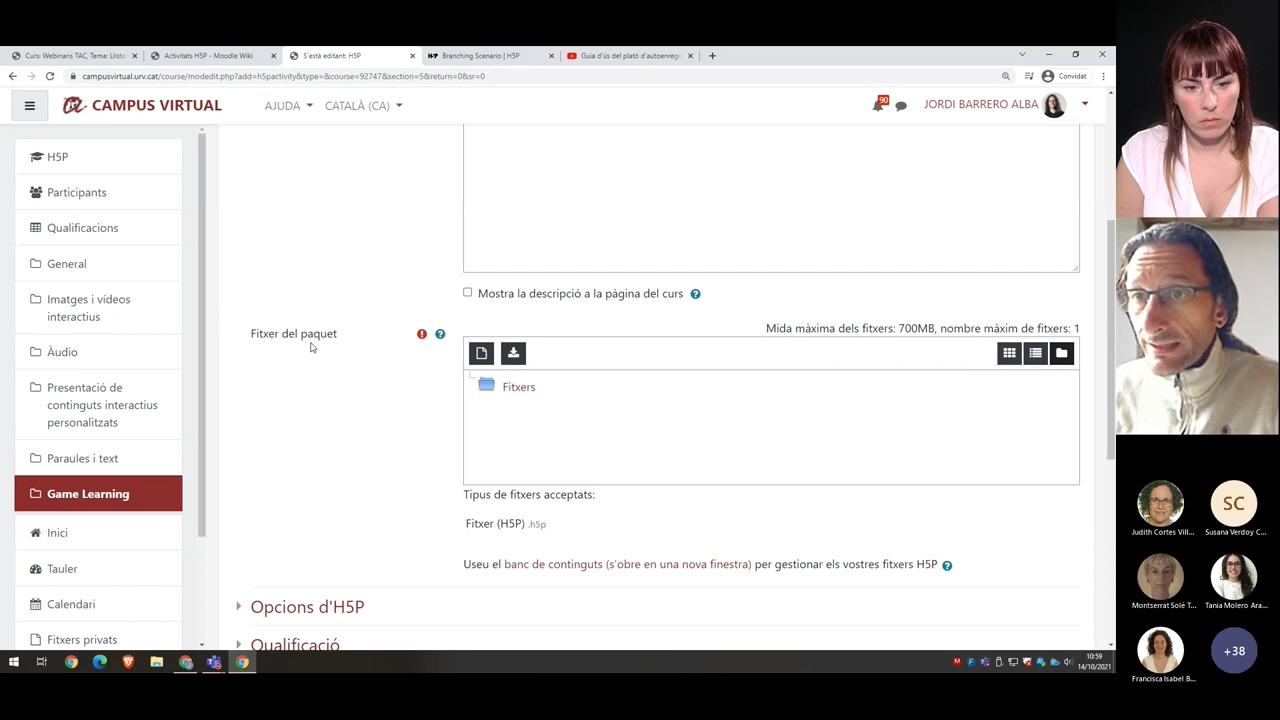 Curs: Webinaris TAC, Tema: Llista
Activitats H5P - Moodle Wiki
S'està editant: H5P
H-P Branching Scenario | H5P
Guia d'ús del plató d'autoenregis
campusvirtual.urv.cat/course/modedit.php?add=h5pactivity&type=&course=92747&section=5&return=0&sr=0
Convidat
CAMPUS VIRTUAL
AJUDA
CATALÀ (CA)
90
JORDI BARRERO ALBA
H5P
Participants
Qualificacions
General
Imatges i vídeos
interactius
Àudio
Presentació de
continguts interactius
personalitzats
Paraules i text
Game Learning
Inici
Tauler
Calendari
Fitxers privats
Mostra la descripció a la pàgina del curs
Fitxer del paquet
Mida màxima dels fitxers: 700MB, nombre màxim de fitxers: 1
Fitxers
Tipus de fitxers acceptats:
Fitxer (H5P) .h5p
Useu el banc de continguts (s'obre en una nova finestra) per gestionar els vostres fitxers H5P
Opcions d'H5P
Qualificació
10:59
14/10/2021
SC
Judith Cortes Vill...
Susana Verdoy C...
Montserrat Solé T...
Tania Molero Ara...
+38
Francisca Isabel B...